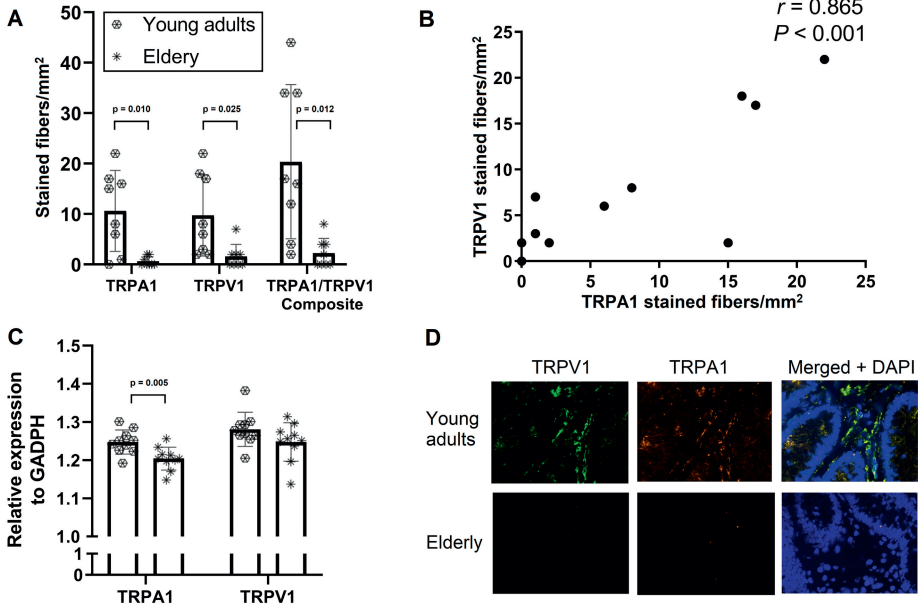 A
Young adults
Eldery
Stained fibers/mm²
50
40
30
20
10
0
p = 0.010
p = 0.025
p = 0.012
TRPA1
TRPV1
TRPA1/TRPV1
Composite
B
r = 0.865
P < 0.001
TRPV1 stained fibers/mm²
25
20
15
10
5
0
0
5
10
15
20
25
TRPA1 stained fibers/mm²
C
Relative expression
to GADPH
1.5
1.4
1.3
1.2
1.1
1.0
1
0
p = 0.005
TRPA1
TRPV1
D
TRPV1
TRPA1
Merged + DAPI
Young
adults
Elderly